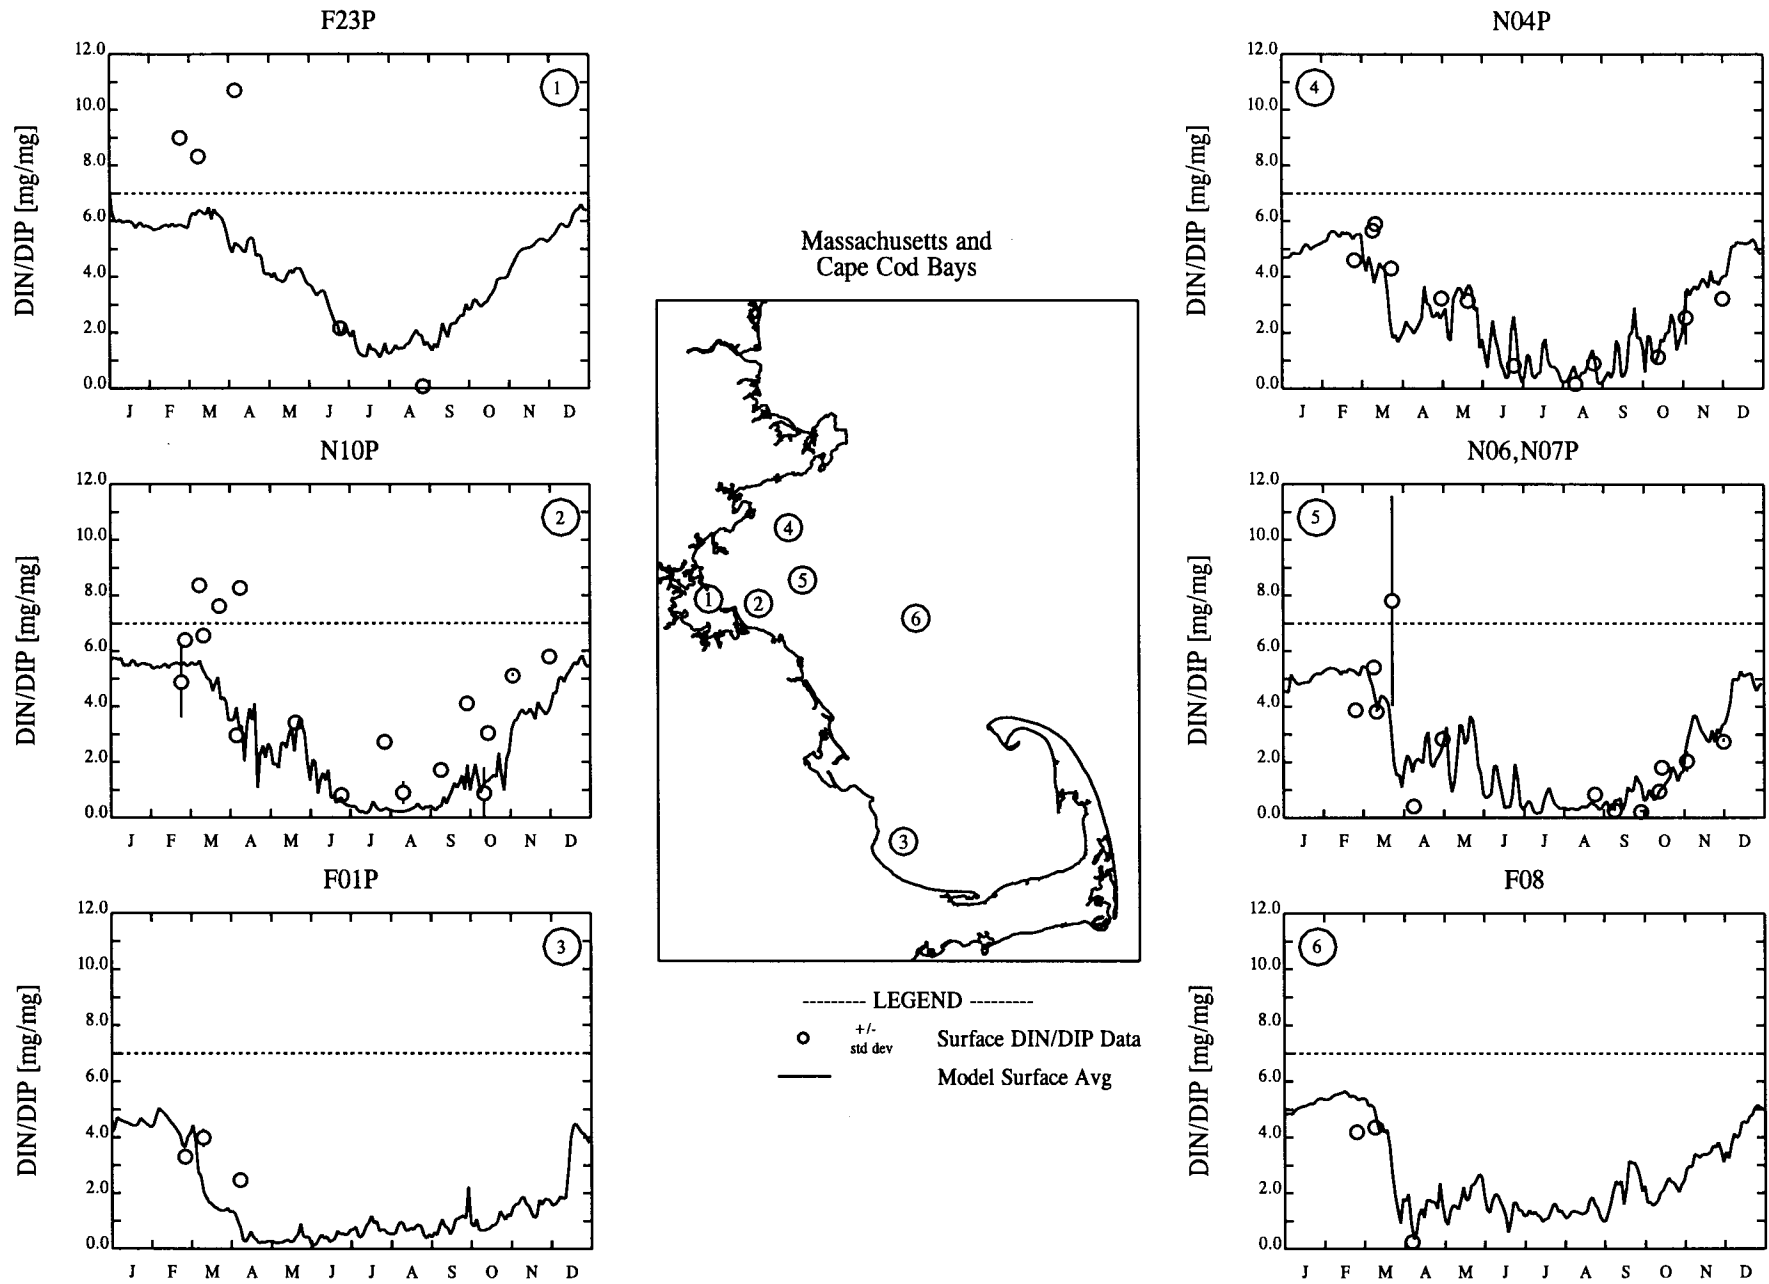 F23P
12.0
10.0
8.0
6.0
4.0
2.0
0.0
DIN/DIP [mg/mg]
1
J F M A M J J A S O N D
N10P
12.0
10.0
8.0
6.0
4.0
2.0
0.0
DIN/DIP [mg/mg]
2
J F M A M J J A S O N D
F01P
12.0
10.0
8.0
6.0
4.0
2.0
0.0
DIN/DIP [mg/mg]
3
J F M A M J J A S O N D
Massachusetts and
Cape Cod Bays
4
5
1
2
6
3
--------- LEGEND ---------
+/-
std dev
Surface DIN/DIP Data
Model Surface Avg
N04P
12.0
10.0
8.0
6.0
4.0
2.0
0.0
DIN/DIP [mg/mg]
4
J F M A M J J A S O N D
N06,N07P
12.0
10.0
8.0
6.0
4.0
2.0
0.0
DIN/DIP [mg/mg]
5
J F M A M J J A S O N D
F08
12.0
10.0
8.0
6.0
4.0
2.0
0.0
DIN/DIP [mg/mg]
6
J F M A M J J A S O N D